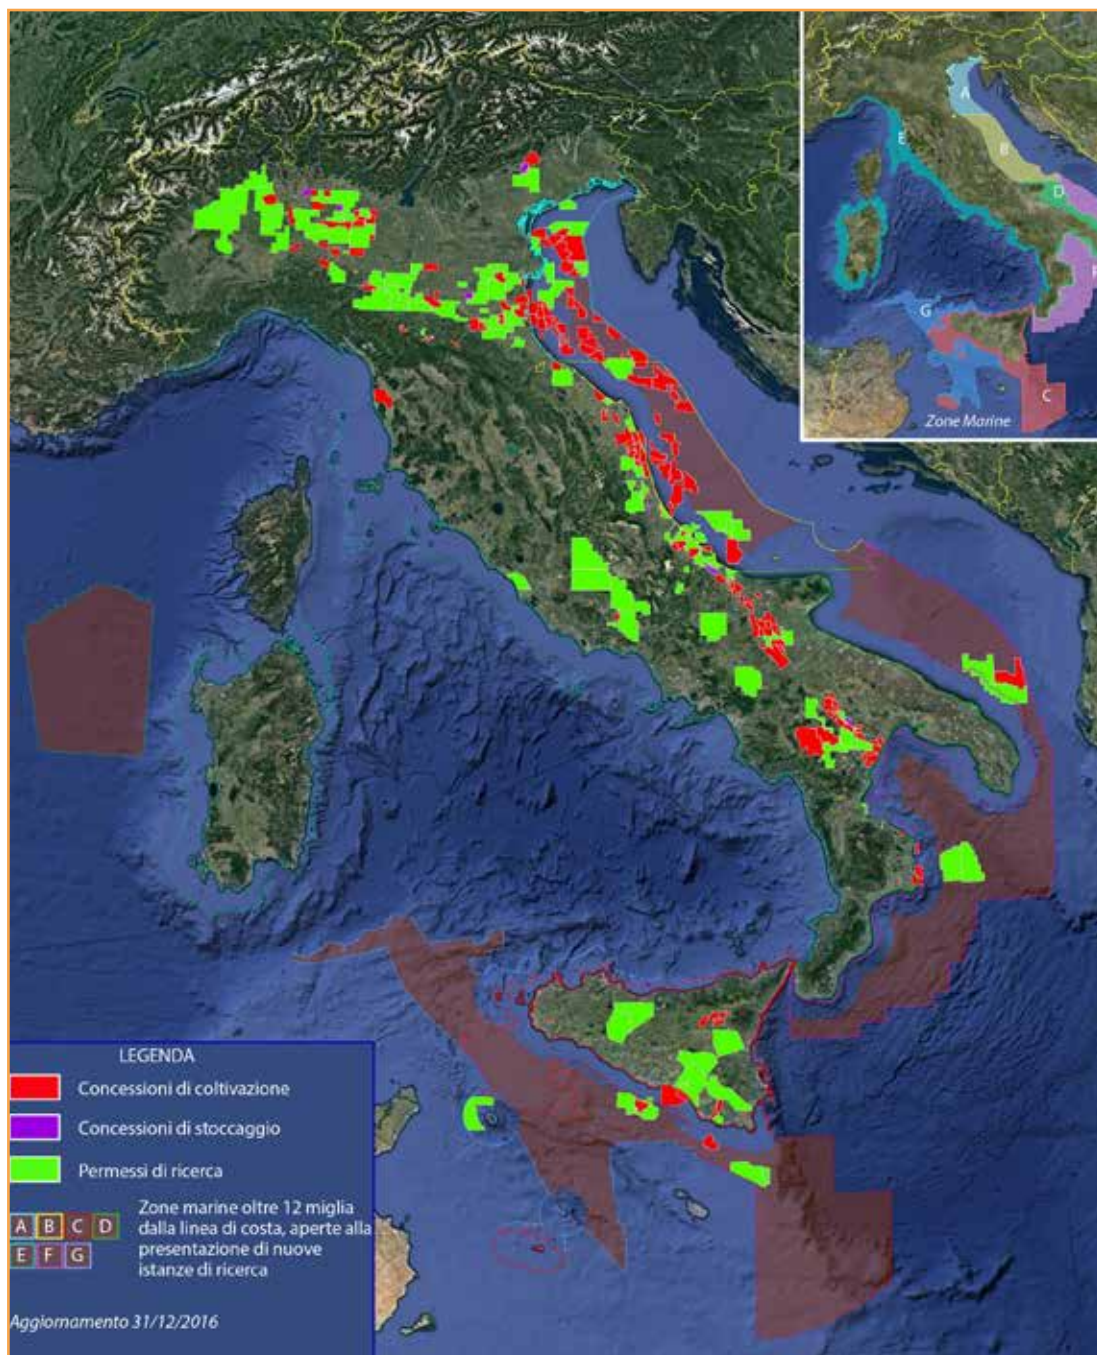 A
B
E
D
F
G
C
Zone Marine
LEGENDA
Concessioni di coltivazione
Concessioni di stoccaggio
Permessi di ricerca
A B C D
E F G
Zone marine oltre 12 miglia
dalla linea di costa, aperte alla
presentazione di nuove
istanze di ricerca
Aggiornamento 31/12/2016